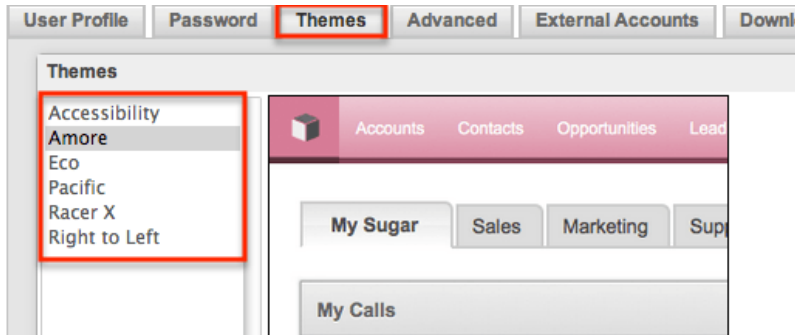 User Profile Password Themes Advanced External Accounts
Themes
Accessibility
Amore
Eco
Pacific
Racer X
Right to Left
Accounts Contacts Opportunities
My Sugar Sales Marketing
My Calls